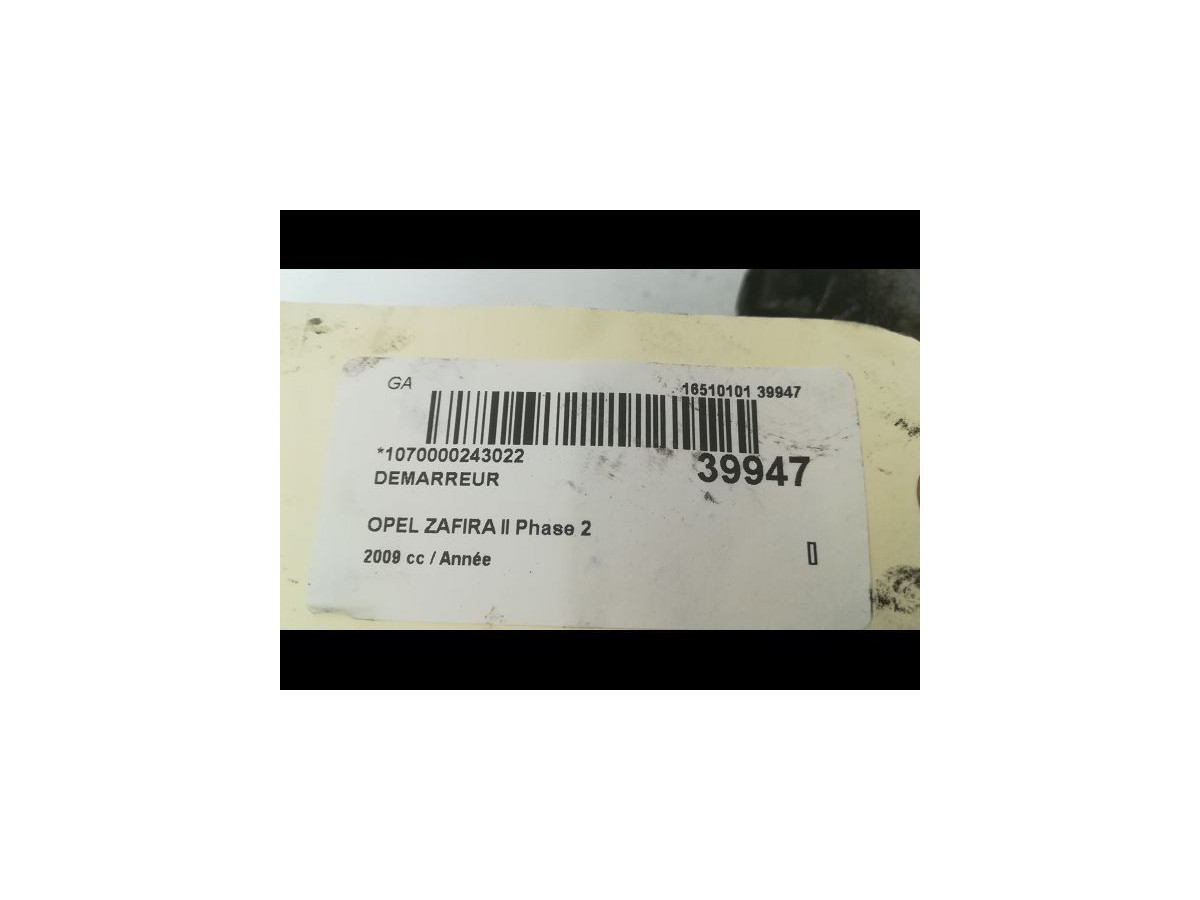 GA
16510101 39947
*1070000243022
39947
DEMARREUR
OPEL ZAFIRA II Phase 2
2009 cc / Année